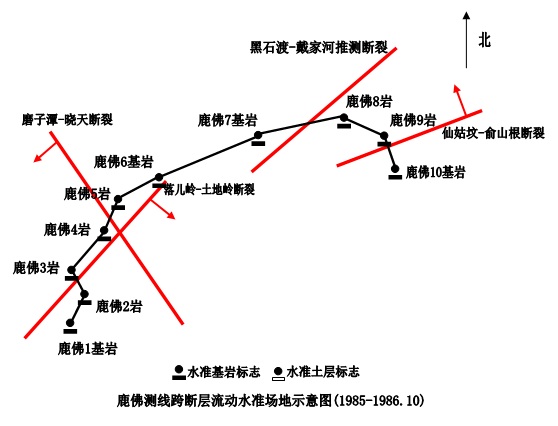 北
黑石渡-戴家河推测断裂
鹿佛8岩
磨子潭-晓天断裂
鹿佛7基岩
鹿佛9岩
仙姑坟-俞山根断裂
鹿佛6基岩
鹿佛10基岩
鹿佛5岩
落儿岭-土地岭断裂
鹿佛4岩
鹿佛3岩
鹿佛2岩
鹿佛1基岩
水准基岩标志 水准土层标志
鹿佛测线跨断层流动水准场地示意图(1985-1986.10)